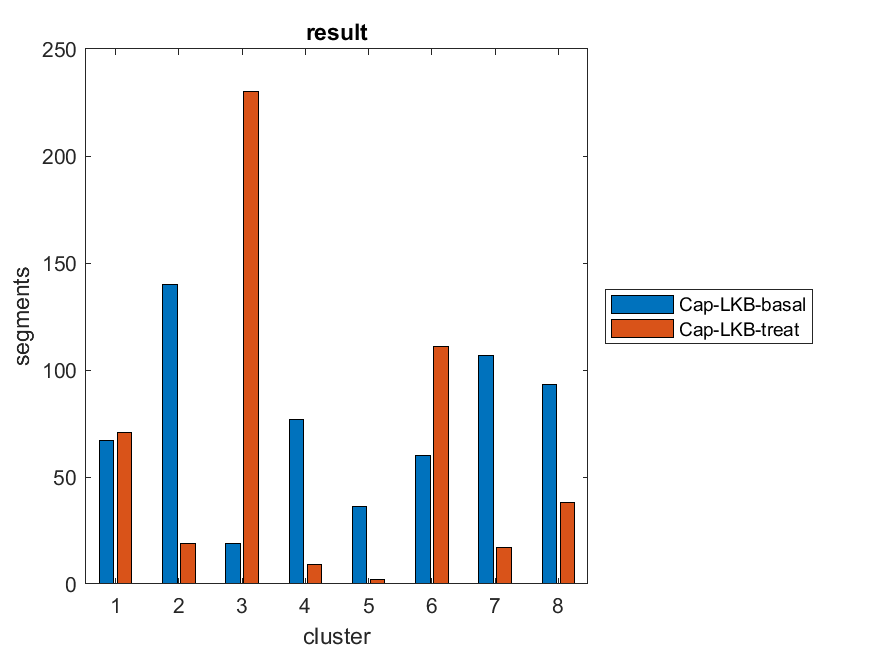 result
250
200
150
100
50
0
segments
1 2 3 4 5 6 7 8
cluster
Cap-LKB-basal
Cap-LKB-treat